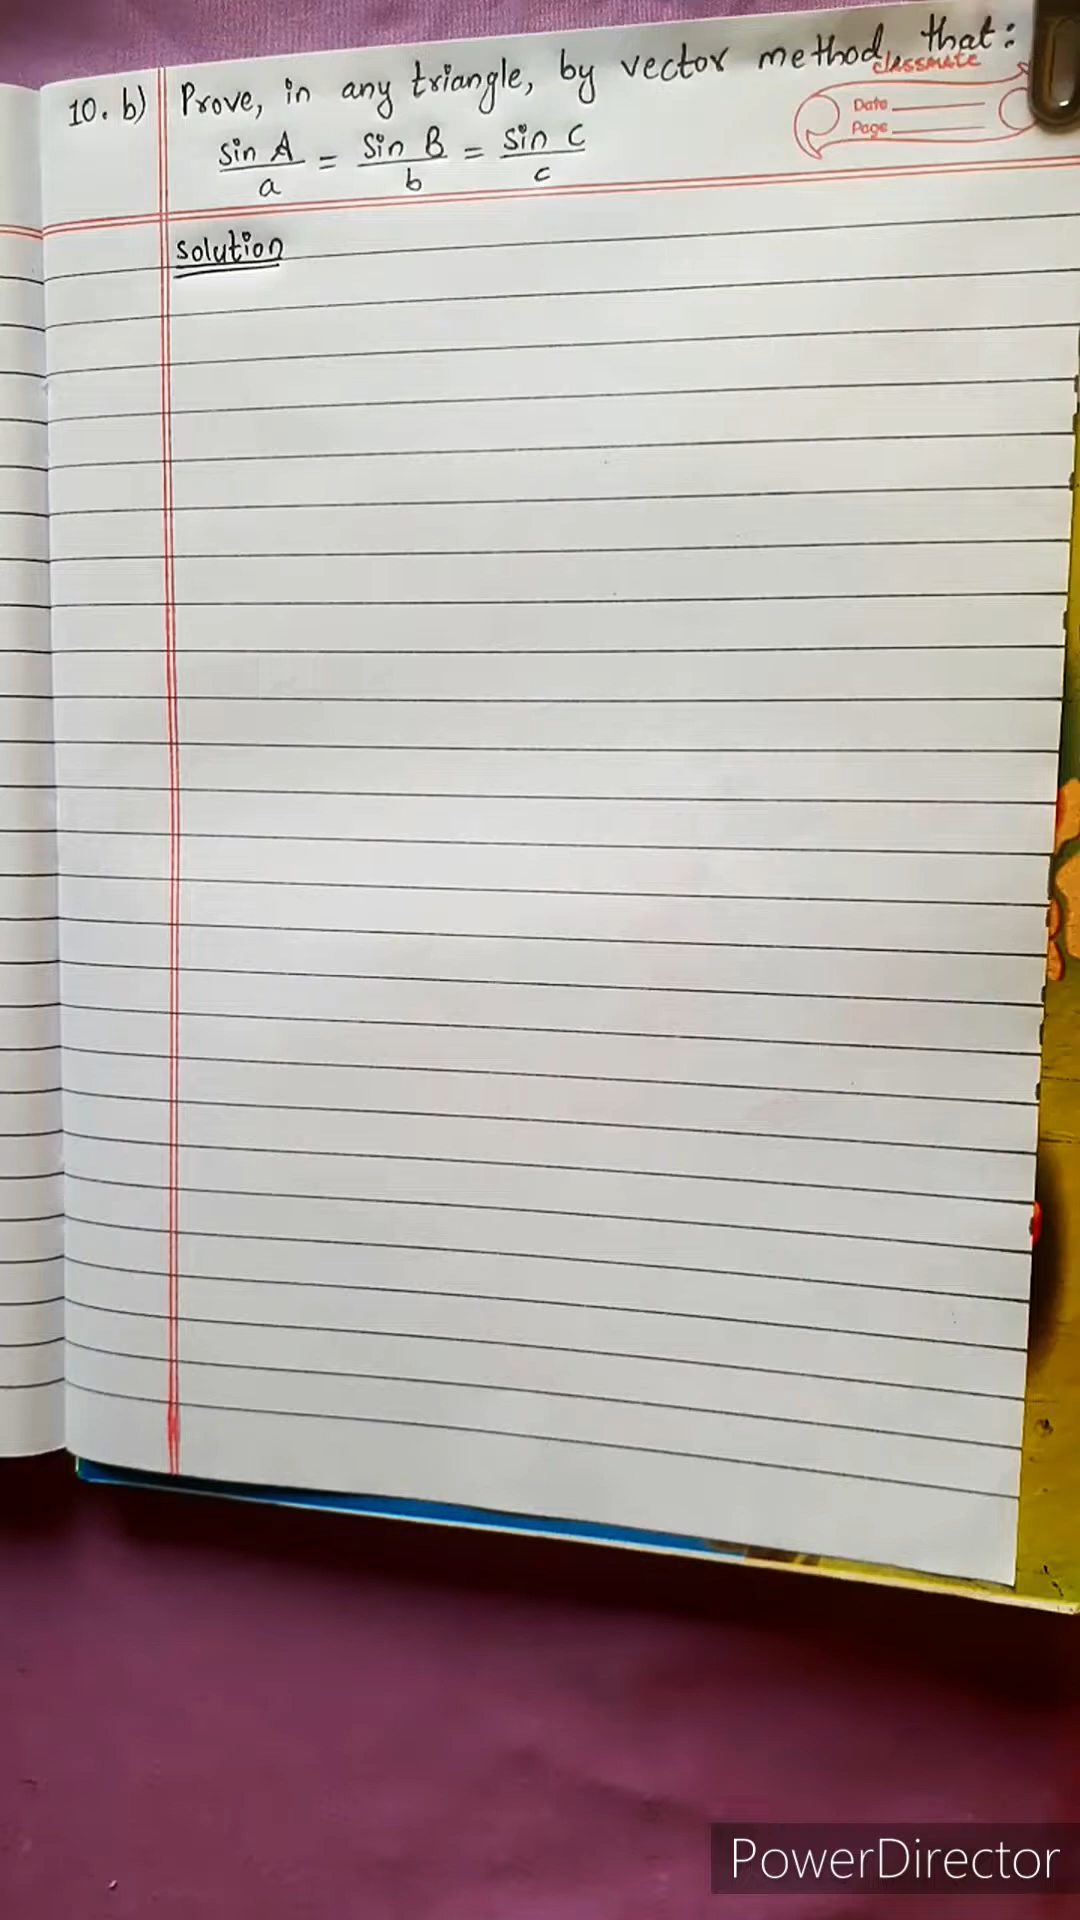 10. b) Prove, in any triangle, by vector method, that:
classmate
Date
Page
sin A / a = sin B / b = sin C / c
solution
PowerDirector